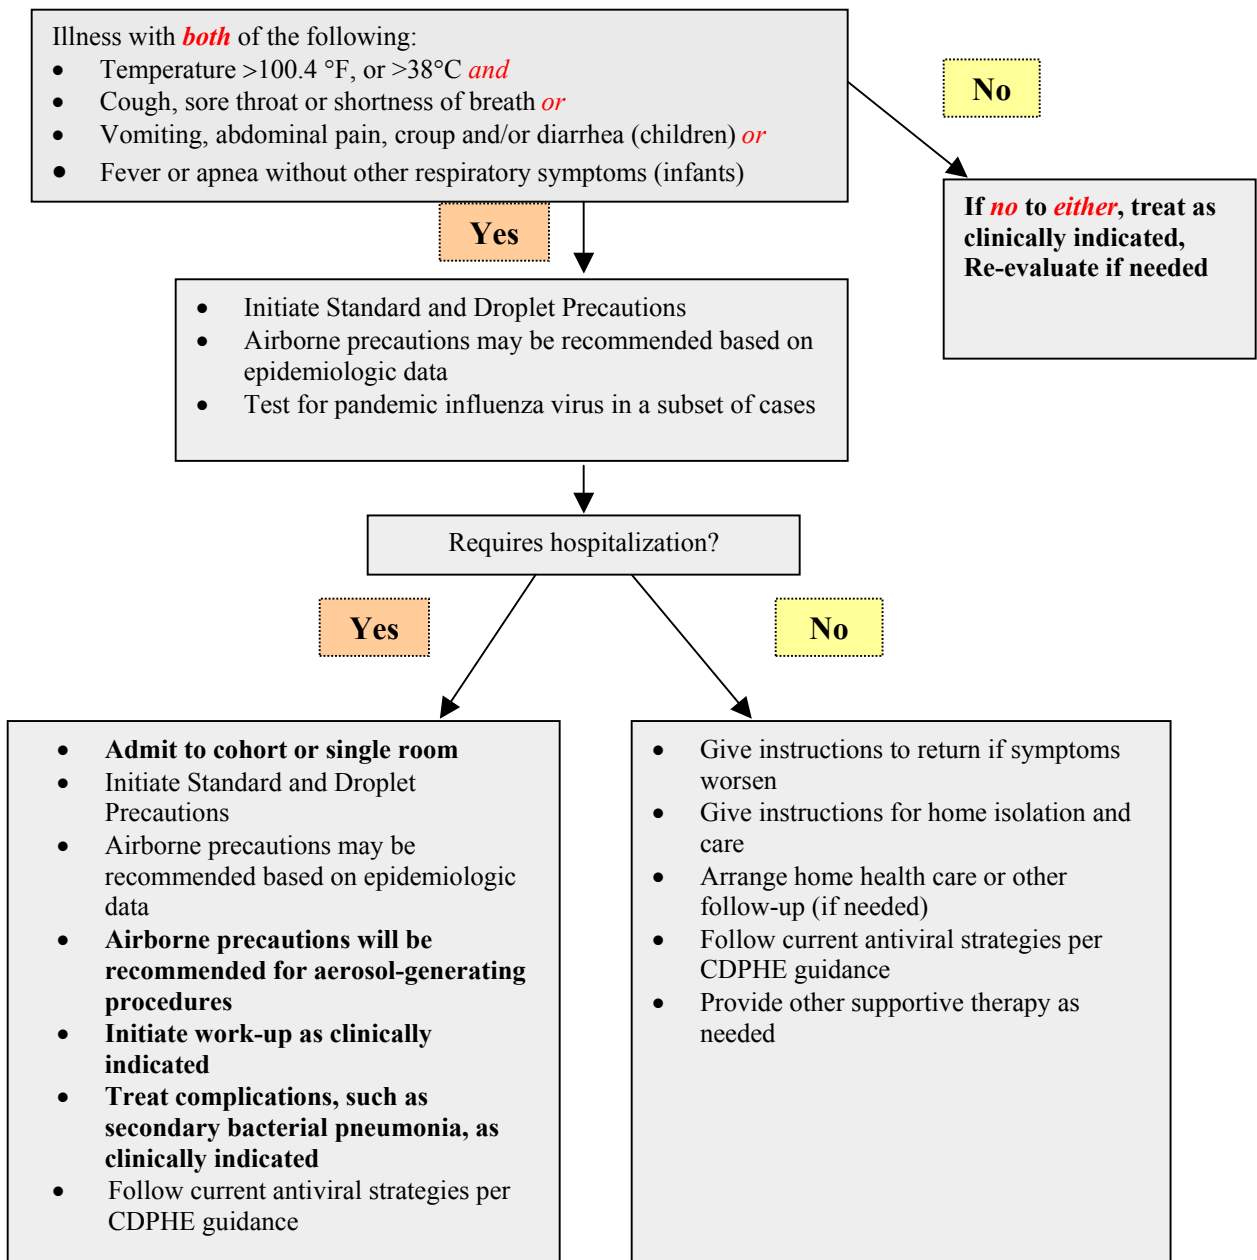 Illness with both of the following:
• Temperature >100.4 °F, or >38°C and
• Cough, sore throat or shortness of breath or
• Vomiting, abdominal pain, croup and/or diarrhea (children) or
• Fever or apnea without other respiratory symptoms (infants)
No
If no to either, treat as
clinically indicated,
Re-evaluate if needed
Yes
• Initiate Standard and Droplet Precautions
• Airborne precautions may be recommended based on
epidemiologic data
• Test for pandemic influenza virus in a subset of cases
Requires hospitalization?
Yes
No
• Admit to cohort or single room
• Initiate Standard and Droplet
Precautions
• Airborne precautions may be
recommended based on epidemiologic
data
• Airborne precautions will be
recommended for aerosol-generating
procedures
• Initiate work-up as clinically
indicated
• Treat complications, such as
secondary bacterial pneumonia, as
clinically indicated
• Follow current antiviral strategies per
CDPHE guidance
• Give instructions to return if symptoms
worsen
• Give instructions for home isolation and
care
• Arrange home health care or other
follow-up (if needed)
• Follow current antiviral strategies per
CDPHE guidance
• Provide other supportive therapy as
needed